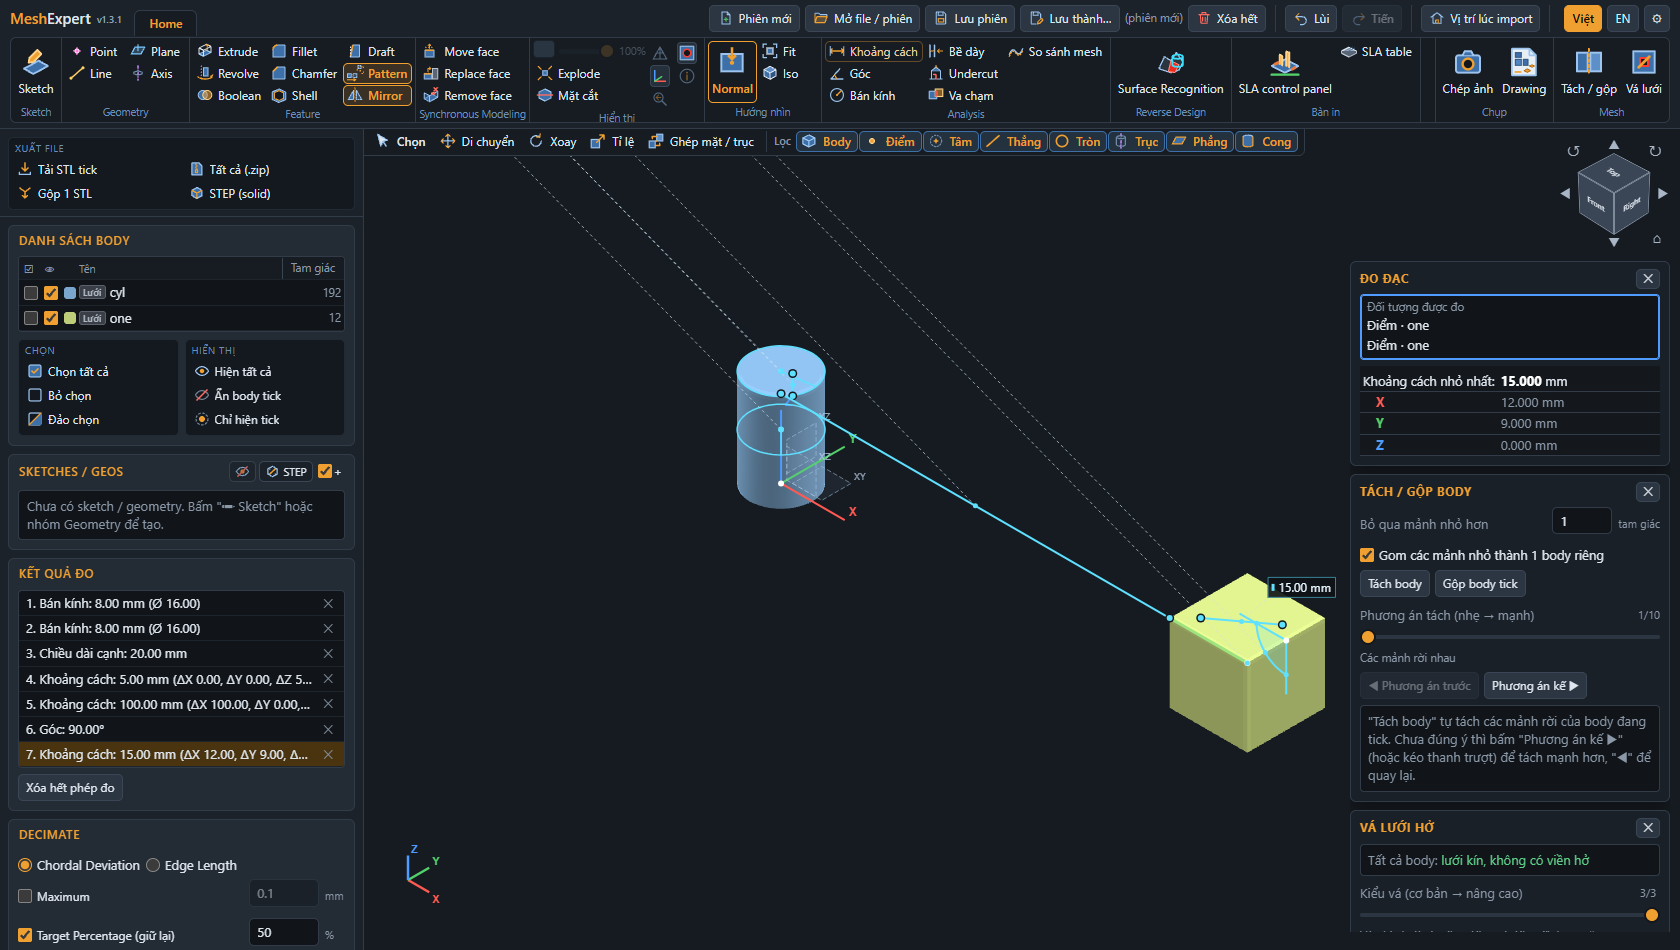 MeshExpert v1.3.1
Home
Phiên mới
Mở file / phiên
Lưu phiên
Lưu thành...
(phiên mới)
Xóa hết
Lùi
Tiến
Vị trí lúc import
Việt
EN
Sketch
Sketch
Point
Plane
Line
Axis
Geometry
Extrude
Fillet
Draft
Revolve
Chamfer
Pattern
Boolean
Shell
Mirror
Feature
Move face
Replace face
Remove face
Synchronous Modeling
100%
Explode
Mặt cắt
Hiển thị
Normal
Fit
Iso
Hướng nhìn
Khoảng cách
Bề dày
So sánh mesh
Góc
Undercut
Bán kính
Va chạm
Analysis
Surface Recognition
Reverse Design
SLA control panel
SLA table
Bàn in
Chép ảnh
Drawing
Chụp
Tách / gộp
Vá lưới
Mesh
Chọn
Di chuyển
Xoay
Tỉ lệ
Ghép mặt / trục
Lọc
Body
Điểm
Tâm
Thẳng
Tròn
Trục
Phẳng
Cong
XUẤT FILE
Tải STL tick
Tất cả (.zip)
Gộp 1 STL
STEP (solid)
DANH SÁCH BODY
Tên
Tam giác
Lưới cyl 192
Lưới one 12
CHỌN
Chọn tất cả
Bỏ chọn
Đảo chọn
HIỂN THỊ
Hiện tất cả
Ẩn body tick
Chỉ hiện tick
SKETCHES / GEOS
STEP
+
Chưa có sketch / geometry. Bấm "✏ Sketch" hoặc
nhóm Geometry để tạo.
KẾT QUẢ ĐO
1. Bán kính: 8.00 mm (Ø 16.00)
2. Bán kính: 8.00 mm (Ø 16.00)
3. Chiều dài cạnh: 20.00 mm
4. Khoảng cách: 5.00 mm (ΔX 0.00, ΔY 0.00, ΔZ 5...
5. Khoảng cách: 100.00 mm (ΔX 100.00, ΔY 0.00,...
6. Góc: 90.00°
7. Khoảng cách: 15.00 mm (ΔX 12.00, ΔY 9.00, Δ...
Xóa hết phép đo
DECIMATE
Chordal Deviation
Edge Length
Maximum
0.1
mm
Target Percentage (giữ lại)
50
%
YZ
Y
XZ
XY
X
15.00 mm
Z
Y
X
Top
Front
Right
ĐO ĐẠC
Đối tượng được đo
Điểm · one
Điểm · one
Khoảng cách nhỏ nhất: 15.000 mm
X 12.000 mm
Y 9.000 mm
Z 0.000 mm
TÁCH / GỘP BODY
Bỏ qua mảnh nhỏ hơn
1
tam giác
Gom các mảnh nhỏ thành 1 body riêng
Tách body
Gộp body tick
Phương án tách (nhẹ → mạnh)
1/10
Các mảnh rời nhau
◀ Phương án trước
Phương án kế ▶
"Tách body" tự tách các mảnh rời của body đang
tick. Chưa đúng ý thì bấm "Phương án kế ▶"
(hoặc kéo thanh trượt) để tách mạnh hơn, "◀" để
quay lại.
VÁ LƯỚI HỞ
Tất cả body: lưới kín, không có viền hở
Kiểu vá (cơ bản → nâng cao)
3/3